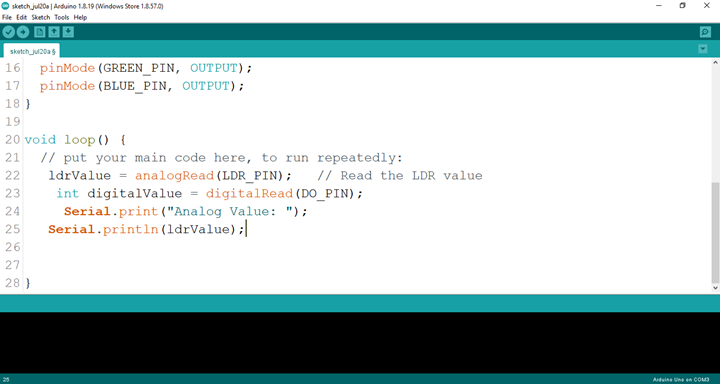 sketch_jul20a | Arduino 1.8.19 (Windows Store 1.8.57.0)
File Edit Sketch Tools Help
sketch_jul20a §
16 pinMode(GREEN_PIN, OUTPUT);
17 pinMode(BLUE_PIN, OUTPUT);
18 }
19
20 void loop() {
21 // put your main code here, to run repeatedly:
22 ldrValue = analogRead(LDR_PIN); // Read the LDR value
23 int digitalValue = digitalRead(DO_PIN);
24 Serial.print("Analog Value: ");
25 Serial.println(ldrValue);
26
27
28 }
25 Arduino Uno on COM3